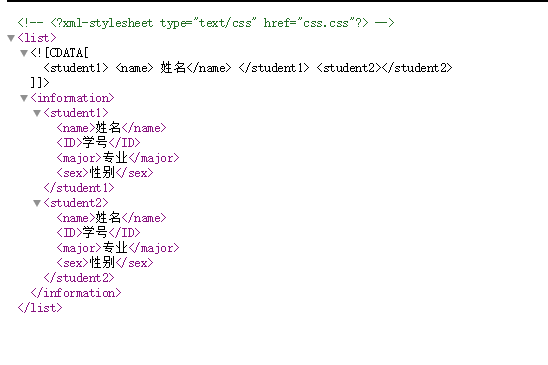 <!-- <?xml-stylesheet type="text/css" href="css.css"?> -->
<list>
<![CDATA[
<student1> <name> 姓名</name> </student1> <student2></student2>
]]>
<information>
<student1>
<name>姓名</name>
<ID>学号</ID>
<major>专业</major>
<sex>性别</sex>
</student1>
<student2>
<name>姓名</name>
<ID>学号</ID>
<major>专业</major>
<sex>性别</sex>
</student2>
</information>
</list>